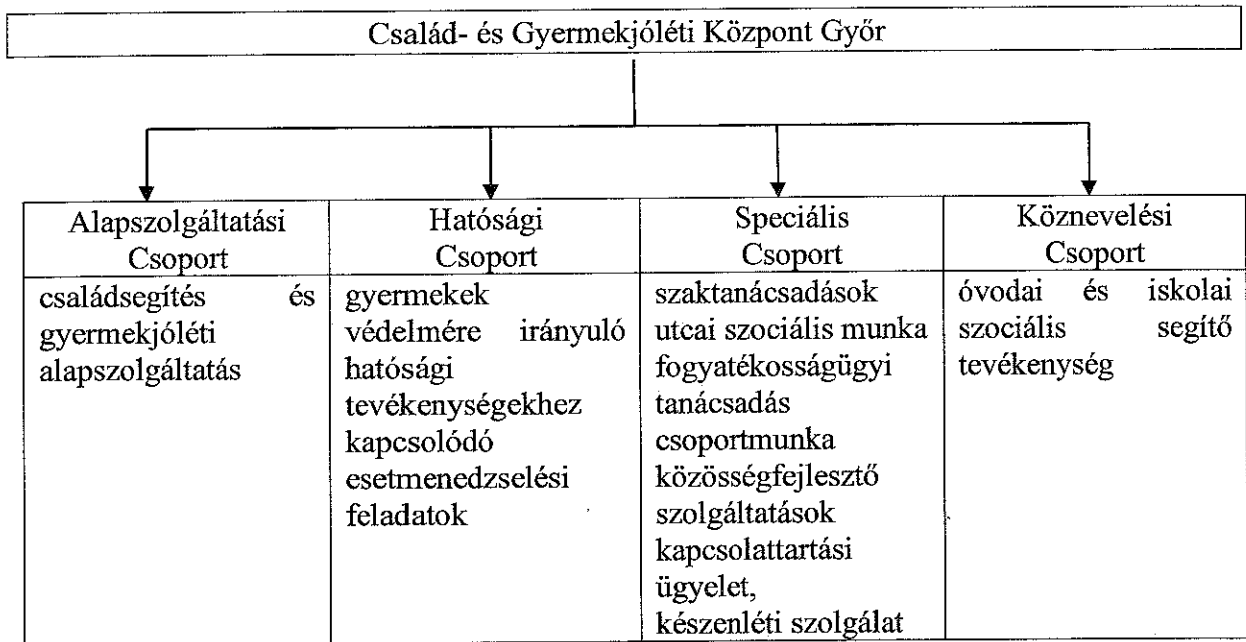 Család- és Gyermekjóléti Központ Győr
Alapszolgáltatási
Csoport
családsegítés és
gyermekjóléti
alapszolgáltatás
Hatósági
Csoport
gyermekek
védelmére irányuló
hatósági
tevékenységekhez
kapcsolódó
esetmenedzselési
feladatok
Speciális
Csoport
szaktanácsadások
utcai szociális munka
fogyatékosságügyi
tanácsadás
csoportmunka
közösségfejlesztő
szolgáltatások
kapcsolattartási
ügyelet,
készenléti szolgálat
Köznevelési
Csoport
óvodai és iskolai
szociális segítő
tevékenység